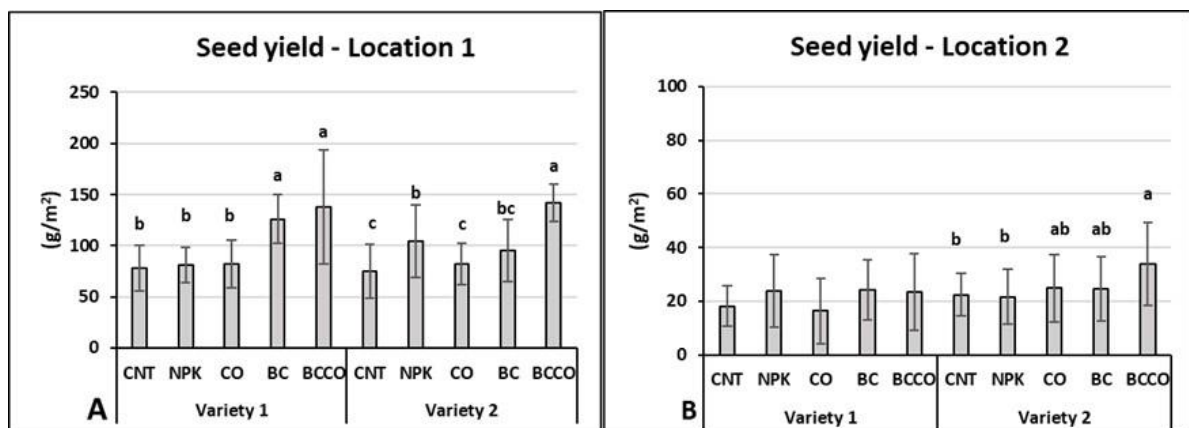 Seed yield - Location 1
(g/m²)
250
200
150
100
50
0
b
b
b
a
a
c
b
c
bc
a
CNT NPK CO BC BCCO CNT NPK CO BC BCCO
Variety 1 Variety 2
A
Seed yield - Location 2
(g/m²)
100
80
60
40
20
0
b
b
ab
ab
a
CNT NPK CO BC BCCO CNT NPK CO BC BCCO
Variety 1 Variety 2
B